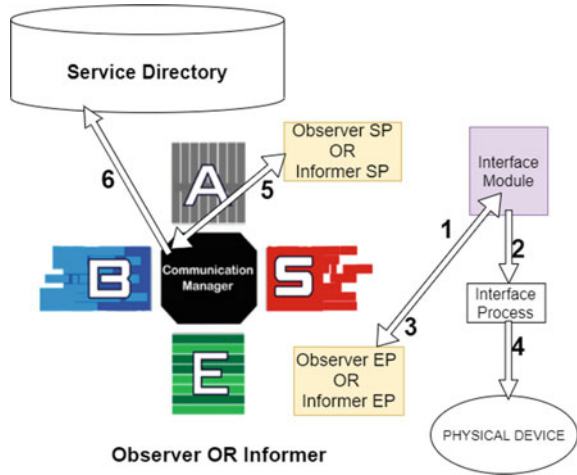 Service Directory
Observer SP
OR
Informer SP
Interface
Module
6
5
A
1
2
B
Communication
Manager
S
Interface
Process
3
4
Observer EP
OR
Informer EP
E
PHYSICAL DEVICE
Observer OR Informer